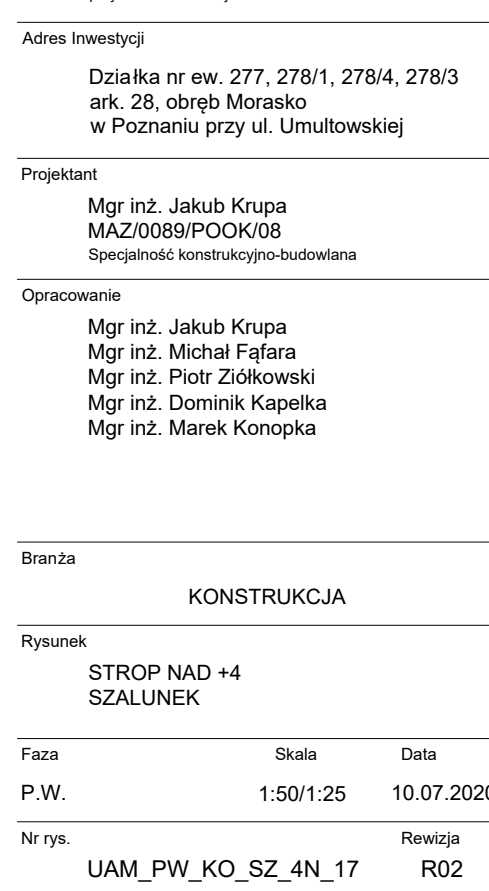 Adres Inwestycji
Działka nr ew. 277, 278/1, 278/4, 278/3
ark. 28, obręb Morasko
w Poznaniu przy ul. Umultowskiej
Projektant
Mgr inż. Jakub Krupa
MAZ/0089/POOK/08
Specjalność konstrukcyjno-budowlana
Opracowanie
Mgr inż. Jakub Krupa
Mgr inż. Michał Fąfara
Mgr inż. Piotr Ziółkowski
Mgr inż. Dominik Kapelka
Mgr inż. Marek Konopka
Branża
KONSTRUKCJA
Rysunek
STROP NAD +4
SZALUNEK
Faza Skala Data
P.W. 1:50/1:25 10.07.2020
Nr rys. Rewizja
UAM_PW_KO_SZ_4N_17 R02